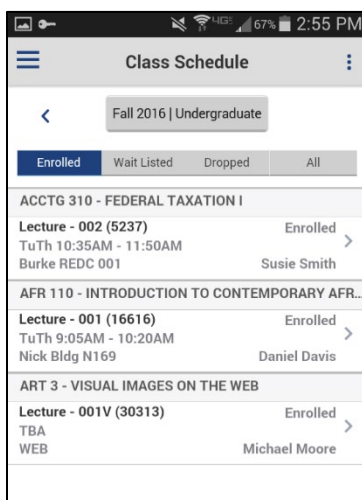 4G 67% 2:55 PM
Class Schedule
Fall 2016 | Undergraduate
Enrolled Wait Listed Dropped All
ACCTG 310 - FEDERAL TAXATION I
Lecture - 002 (5237) Enrolled
TuTh 10:35AM - 11:50AM
Burke REDC 001 Susie Smith
AFR 110 - INTRODUCTION TO CONTEMPORARY AFR...
Lecture - 001 (16616) Enrolled
TuTh 9:05AM - 10:20AM
Nick Bldg N169 Daniel Davis
ART 3 - VISUAL IMAGES ON THE WEB
Lecture - 001V (30313) Enrolled
TBA
WEB Michael Moore